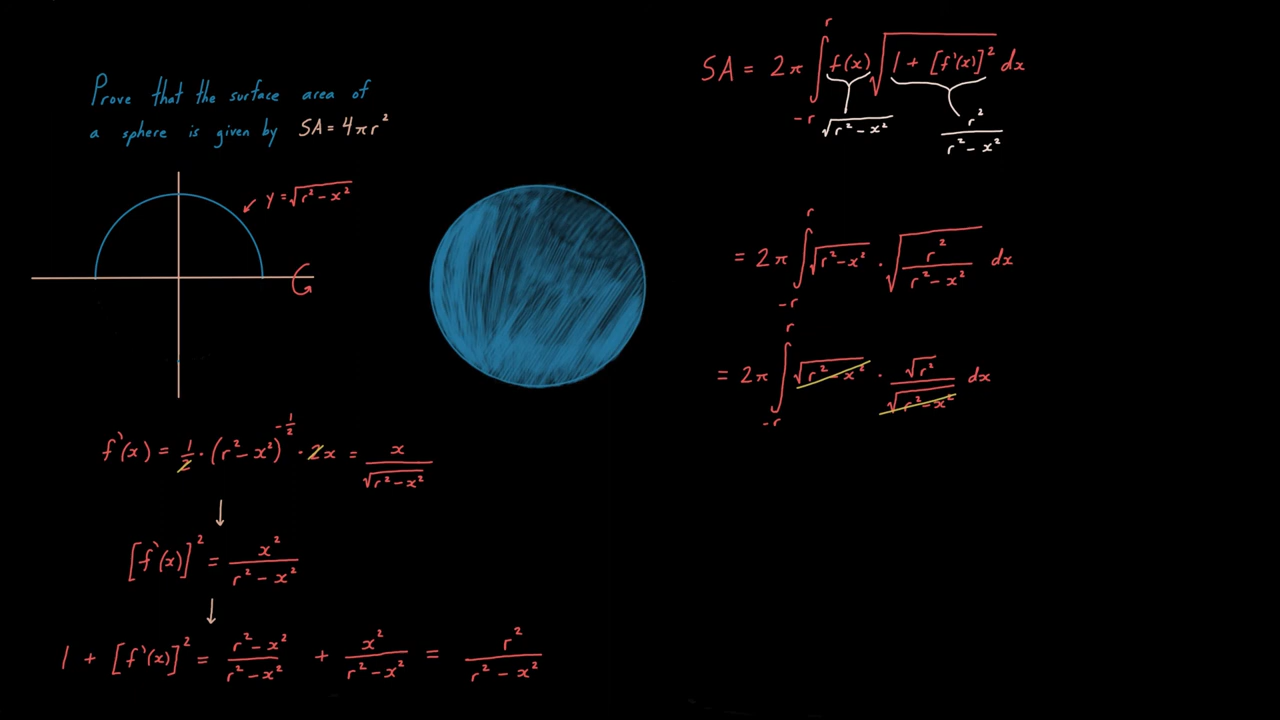 Prove that the surface area of
a sphere is given by SA = 4πr²
y = √(r² − x²)
f'(x) = 1/2 · (r² − x²)^(−1/2) · 2x = x/√(r² − x²)
[f'(x)]² = x²/(r² − x²)
1 + [f'(x)]² = (r² − x²)/(r² − x²) + x²/(r² − x²) = r²/(r² − x²)
SA = 2π ∫_{−r}^{r} f(x) √(1 + [f'(x)]²) dx
√(r² − x²) r²/(r² − x²)
= 2π ∫_{−r}^{r} √(r² − x²) · √(r²/(r² − x²)) dx
= 2π ∫_{−r}^{r} √(r² − x²) · √(r²)/√(r² − x²) dx